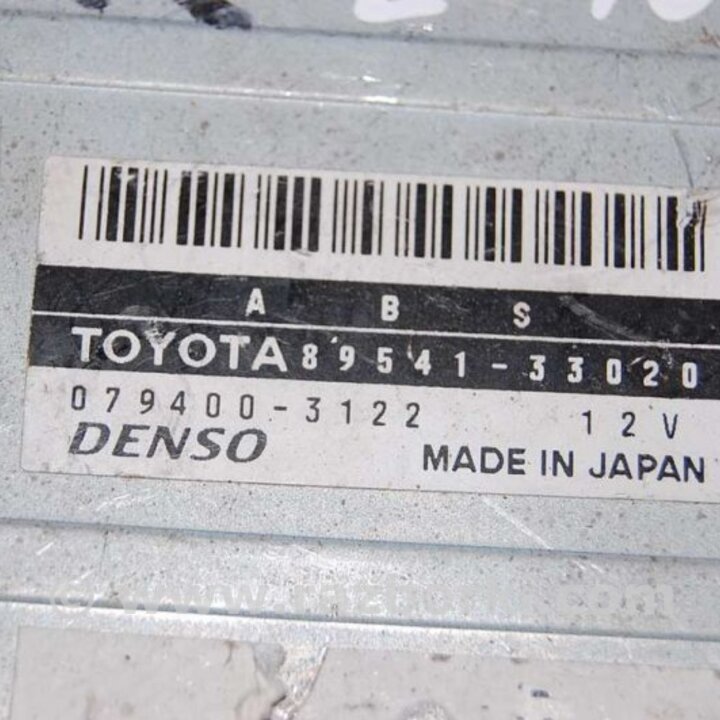 A B S
TOYOTA 89541-33020
079400-3122 12V
DENSO MADE IN JAPAN